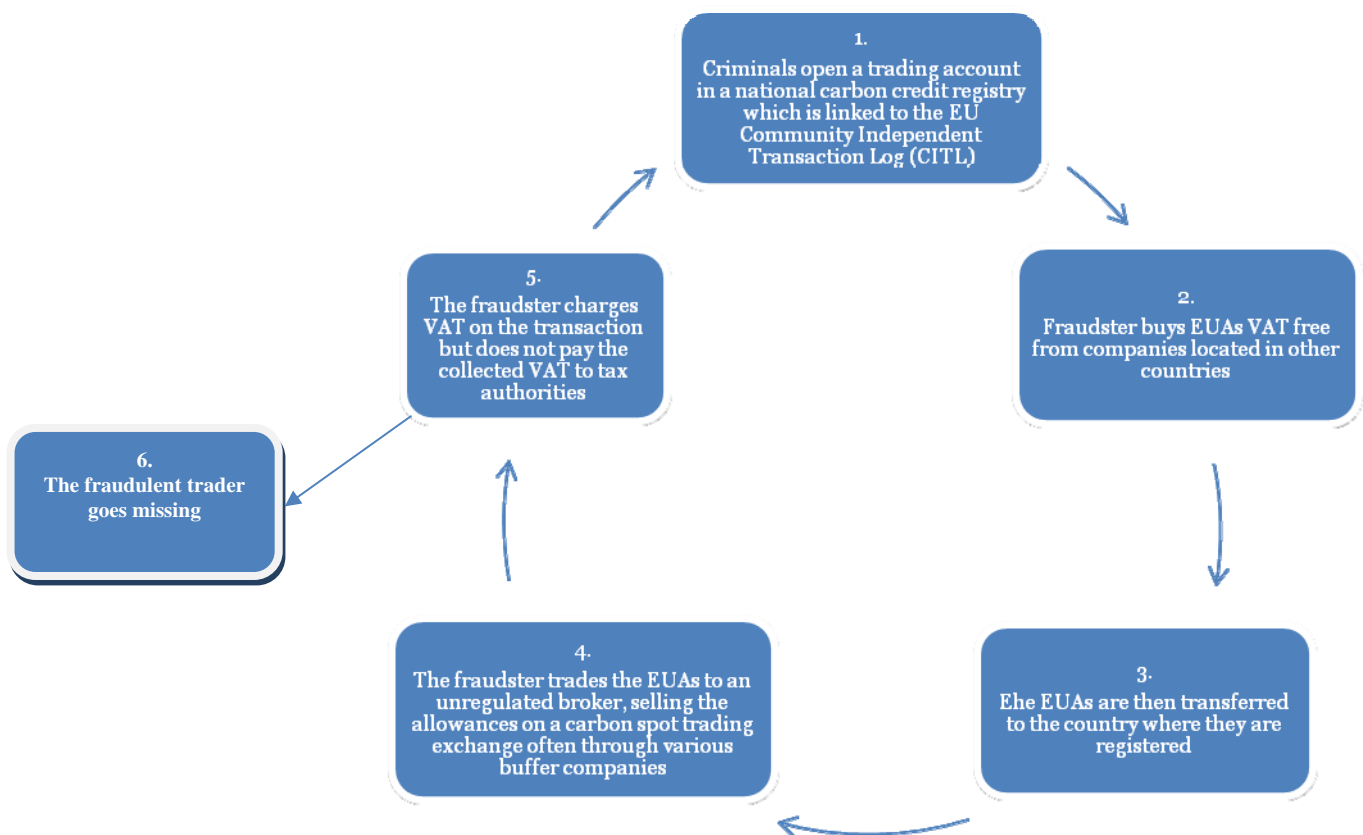 1.
Criminals open a trading account
in a national carbon credit registry
which is linked to the EU
Community Independent
Transaction Log (CITL)
2.
Fraudster buys EUAs VAT free
from companies located in other
countries
3.
Ehe EUAs are then transferred
to the country where they are
registered
4.
The fraudster trades the EUAs to an
unregulated broker, selling the
allowances on a carbon spot trading
exchange often through various
buffer companies
5.
The fraudster charges
VAT on the transaction
but does not pay the
collected VAT to tax
authorities
6.
The fraudulent trader
goes missing